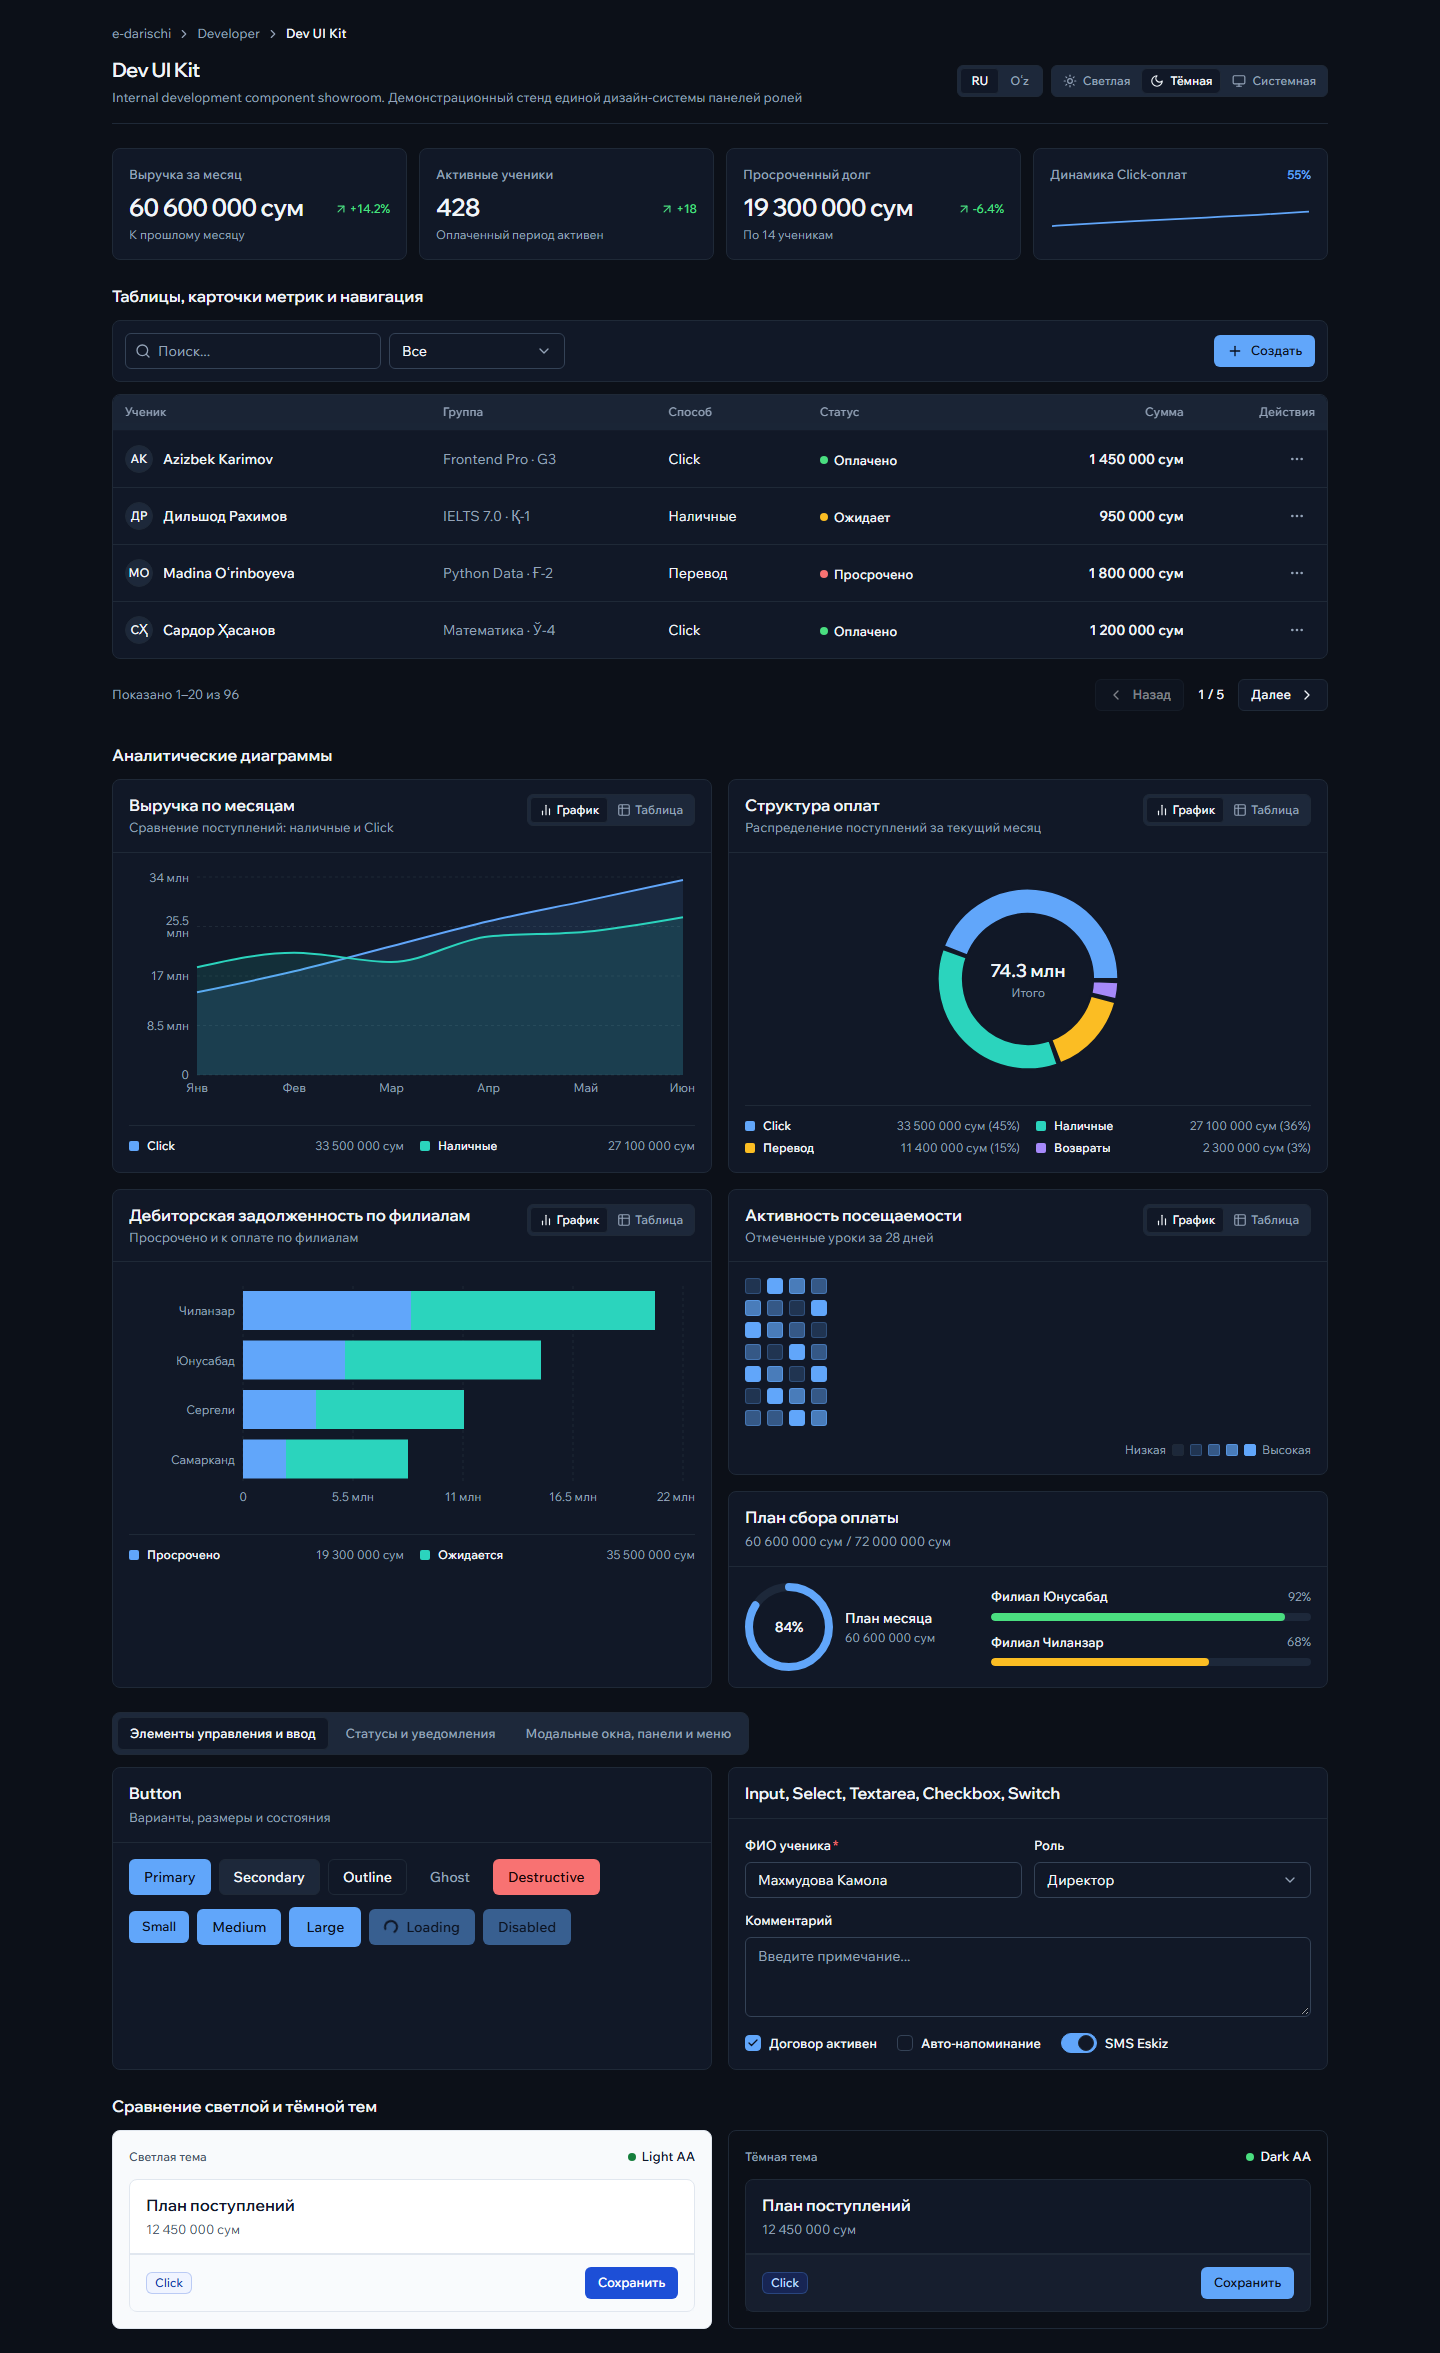 e-darischi > Developer > Dev UI Kit
Dev UI Kit
Internal development component showroom. Демонстрационный стенд единой дизайн-системы панелей ролей
RU O'z Светлая Тёмная Системная
Выручка за месяц
60 600 000 сум +14.2%
К прошлому месяцу
Активные ученики
428 +18
Оплаченный период активен
Просроченный долг
19 300 000 сум -6.4%
По 14 ученикам
Динамика Click-оплат 55%
Таблицы, карточки метрик и навигация
Поиск... Все Создать
Ученик Группа Способ Статус Сумма Действия
AK Azizbek Karimov Frontend Pro · G3 Click Оплачено 1 450 000 сум ...
ДР Дильшод Рахимов IELTS 7.0 · Қ-1 Наличные Ожидает 950 000 сум ...
MO Madina O'rinboyeva Python Data · Ғ-2 Перевод Просрочено 1 800 000 сум ...
СҲ Сардор Ҳасанов Математика · Ў-4 Click Оплачено 1 200 000 сум ...
Показано 1–20 из 96 Назад 1 / 5 Далее
Аналитические диаграммы
Выручка по месяцам График Таблица
Сравнение поступлений: наличные и Click
34 млн
25.5
млн
17 млн
8.5 млн
0
Янв Фев Мар Апр Май Июн
Click 33 500 000 сум Наличные 27 100 000 сум
Структура оплат График Таблица
Распределение поступлений за текущий месяц
74.3 млн
Итого
Click 33 500 000 сум (45%) Наличные 27 100 000 сум (36%)
Перевод 11 400 000 сум (15%) Возвраты 2 300 000 сум (3%)
Дебиторская задолженность по филиалам График Таблица
Просрочено и к оплате по филиалам
Чиланзар
Юнусабад
Сергели
Самарканд
0 5.5 млн 11 млн 16.5 млн 22 млн
Просрочено 19 300 000 сум Ожидается 35 500 000 сум
Активность посещаемости График Таблица
Отмеченные уроки за 28 дней
Низкая Высокая
План сбора оплаты
60 600 000 сум / 72 000 000 сум
84%
План месяца
60 600 000 сум
Филиал Юнусабад 92%
Филиал Чиланзар 68%
Элементы управления и ввод Статусы и уведомления Модальные окна, панели и меню
Button
Варианты, размеры и состояния
Primary Secondary Outline Ghost Destructive
Small Medium Large Loading Disabled
Input, Select, Textarea, Checkbox, Switch
ФИО ученика* Роль
Махмудова Камола Директор
Комментарий
Введите примечание...
Договор активен Авто-напоминание SMS Eskiz
Сравнение светлой и тёмной тем
Светлая тема Light AA
План поступлений
12 450 000 сум
Click Сохранить
Тёмная тема Dark AA
План поступлений
12 450 000 сум
Click Сохранить